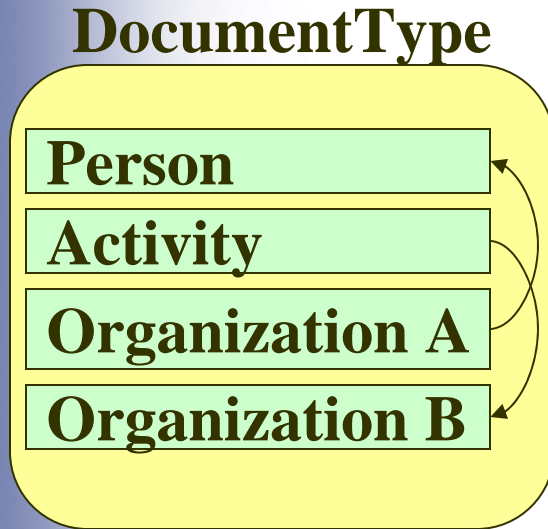 DocumentType
Person
Activity
Organization A
Organization B